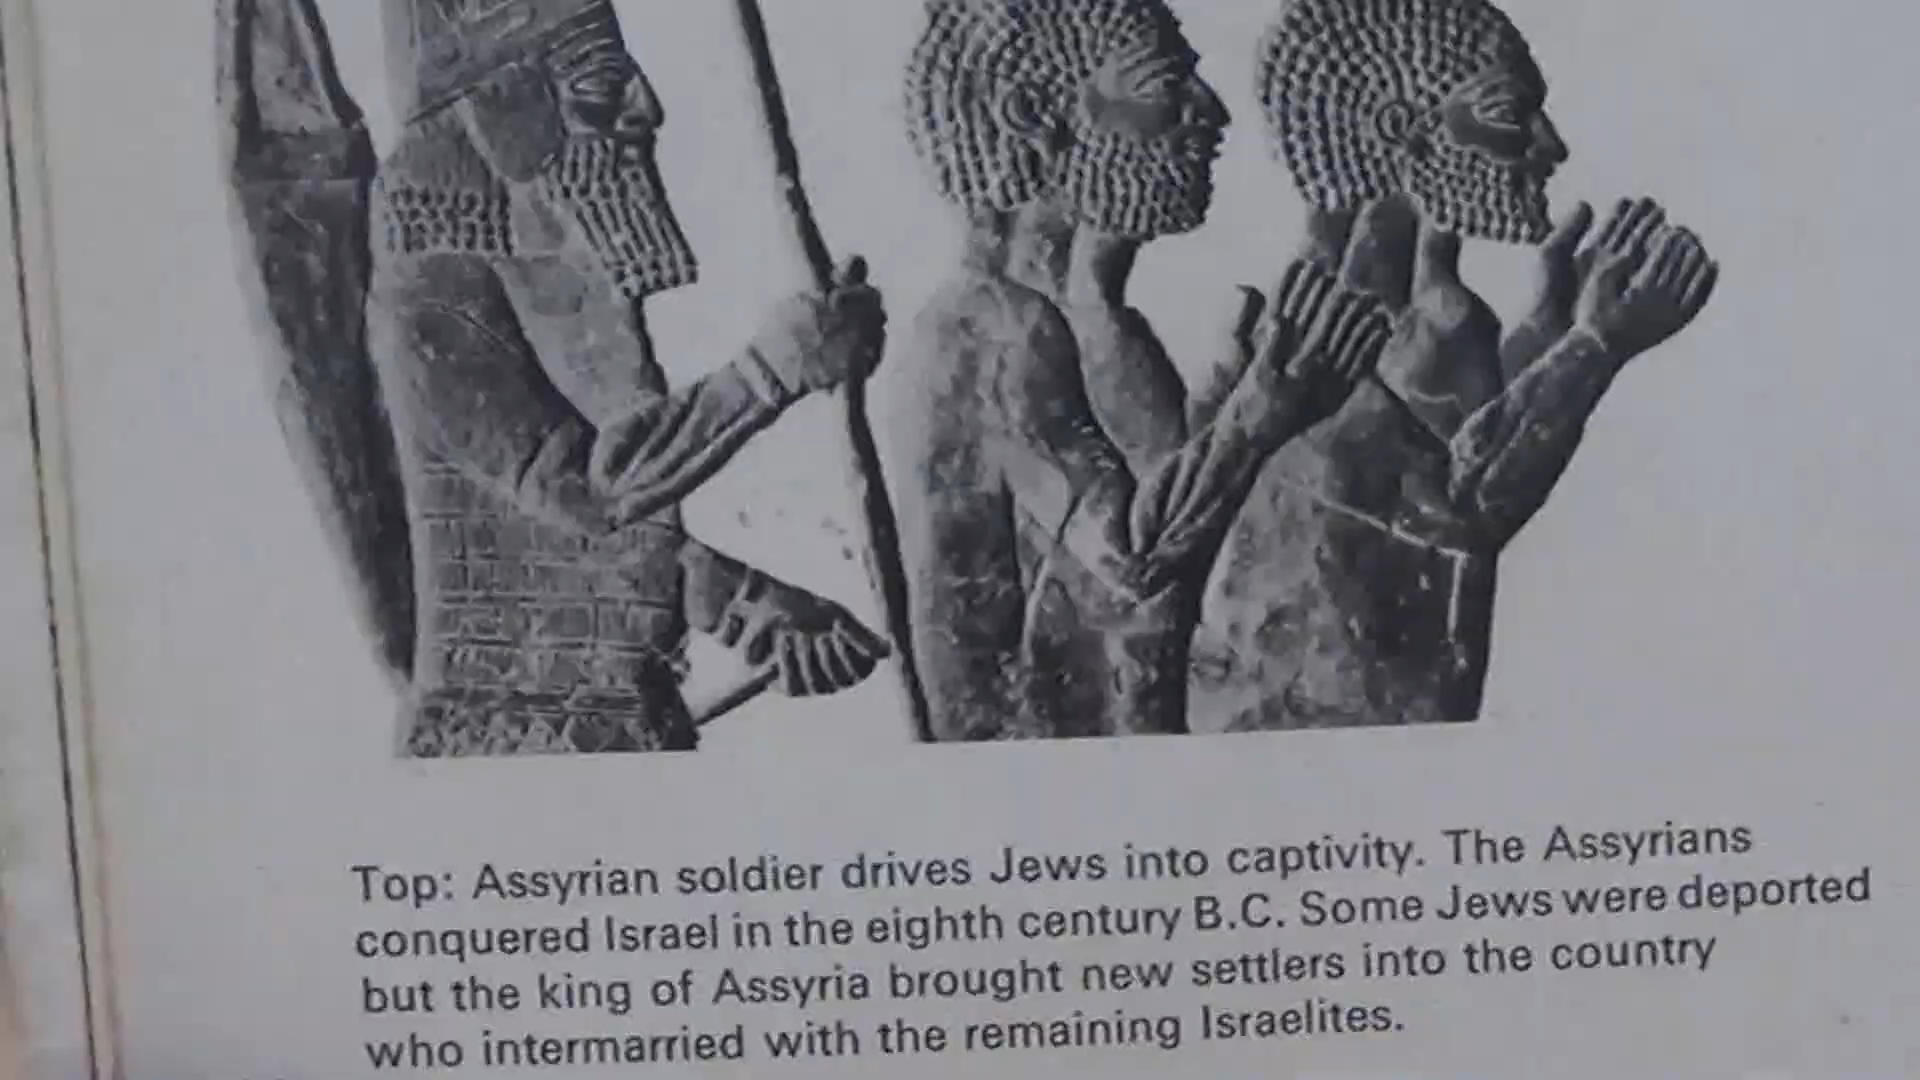 Top: Assyrian soldier drives Jews into captivity. The Assyrians
conquered Israel in the eighth century B.C. Some Jews were deported
but the king of Assyria brought new settlers into the country
who intermarried with the remaining Israelites.